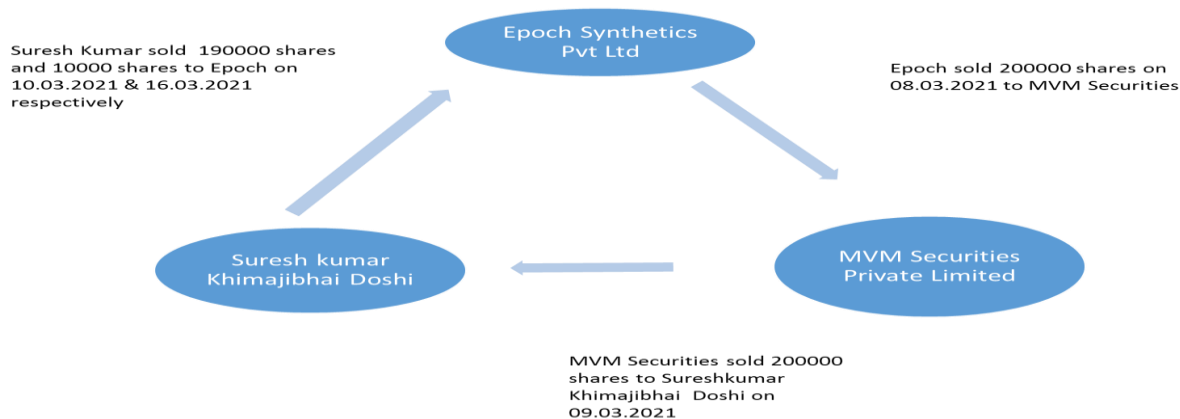 Epoch Synthetics
Pvt Ltd
Suresh Kumar sold  190000 shares
and 10000 shares to Epoch on
10.03.2021 & 16.03.2021
respectively
Epoch sold 200000 shares on
08.03.2021 to MVM Securities
Suresh kumar
Khimajibhai Doshi
MVM Securities
Private Limited
MVM Securities sold 200000
shares to Sureshkumar
Khimajibhai  Doshi on
09.03.2021